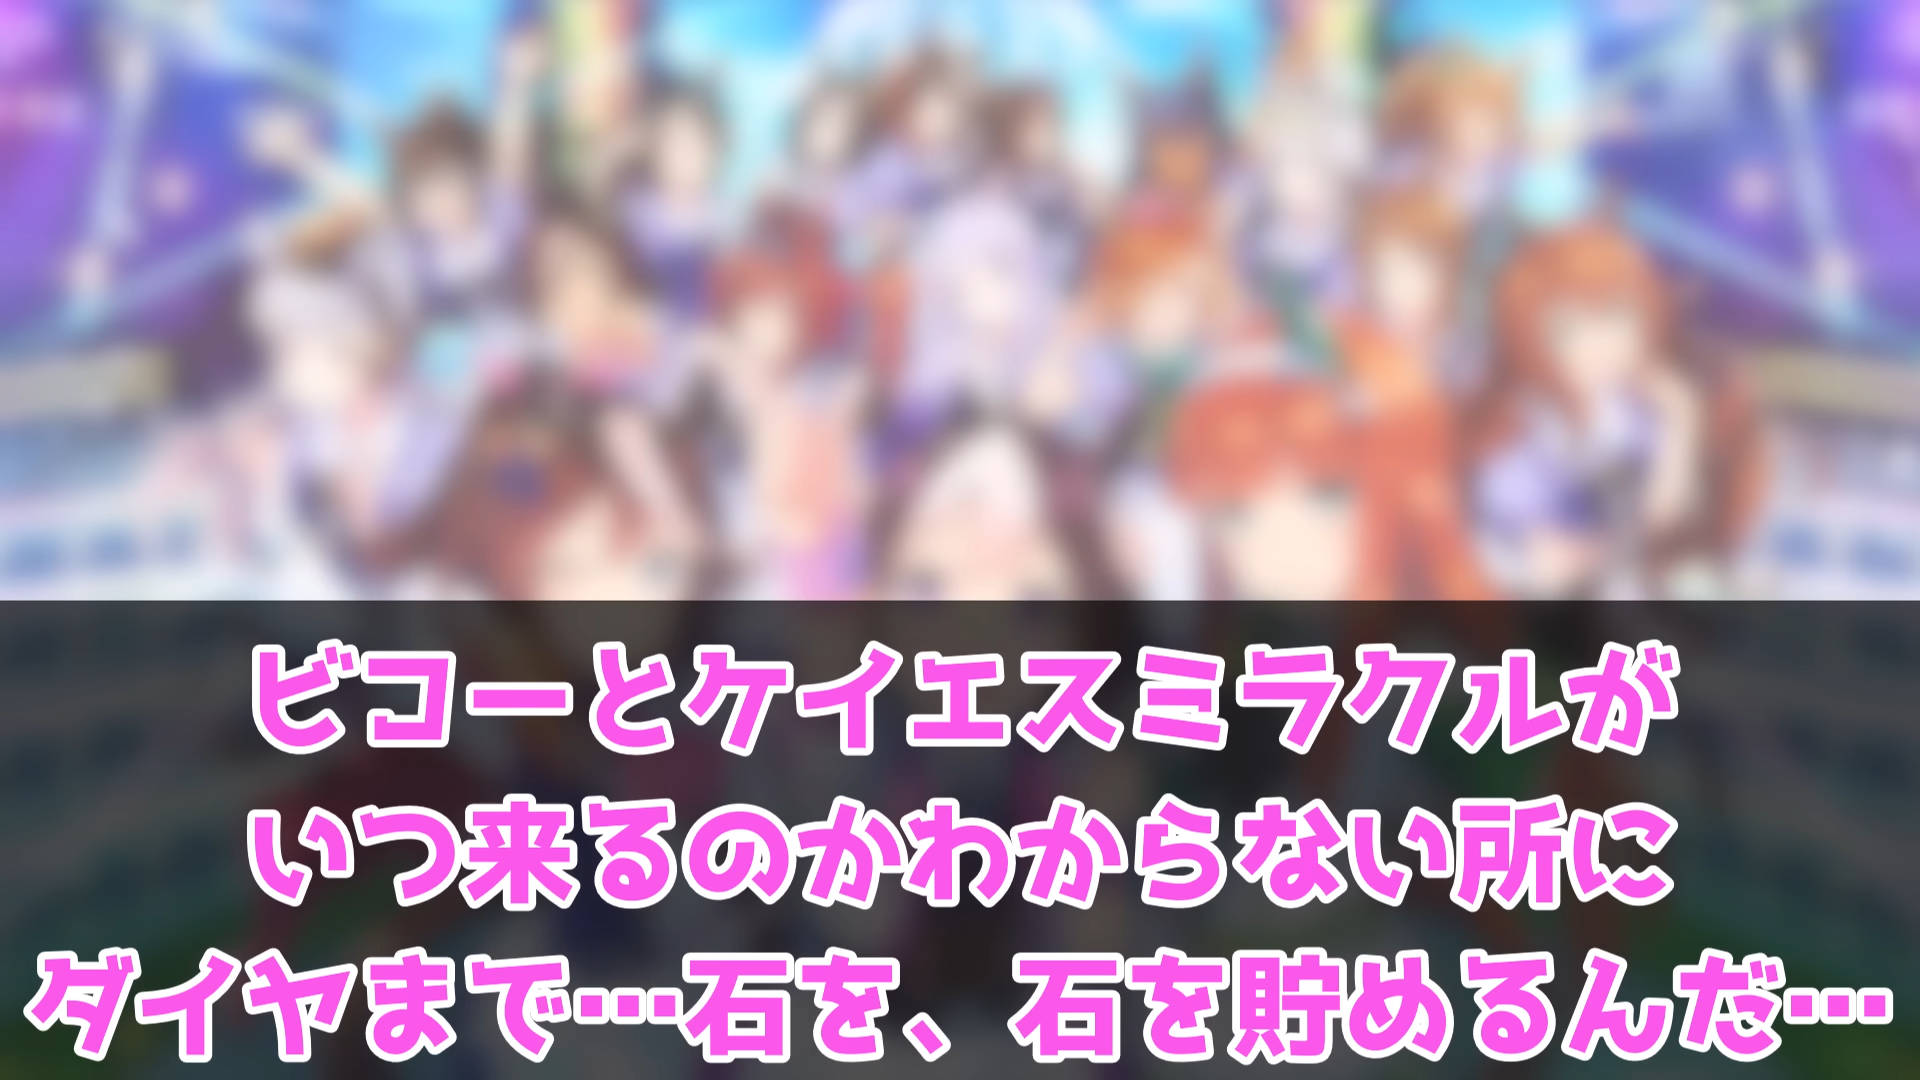 ビコーとケイエスミラクルが
いつ来るのかわからない所に
ダイヤまで…石を、石を貯めるんだ…